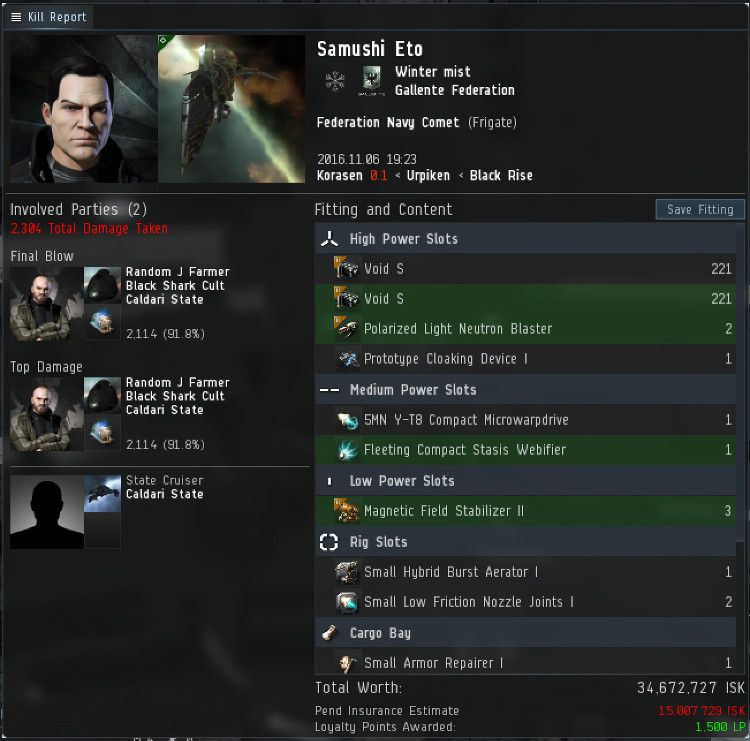 Kill Report
Samushi Eto
Winter mist
Gallente Federation
Federation Navy Comet (Frigate)
2016.11.06 19:23
Korasen 0.1 < Urpiken < Black Rise
Involved Parties (2)
2,304 Total Damage Taken
Final Blow
Random J Farmer
Black Shark Cult
Caldari State
2,114 (91.8%)
Top Damage
Random J Farmer
Black Shark Cult
Caldari State
2,114 (91.8%)
State Cruiser
Caldari State
Fitting and Content
Save Fitting
High Power Slots
Void S 221
Void S 221
Polarized Light Neutron Blaster 2
Prototype Cloaking Device I 1
Medium Power Slots
5MN Y-T8 Compact Microwarpdrive 1
Fleeting Compact Stasis Webifier 1
Low Power Slots
Magnetic Field Stabilizer II 3
Rig Slots
Small Hybrid Burst Aerator I 1
Small Low Friction Nozzle Joints I 2
Cargo Bay
Small Armor Repairer I 1
Total Worth: 34,672,727 ISK
Pend Insurance Estimate 15.007.729 ISK
Loyalty Points Awarded: 1.500 LP